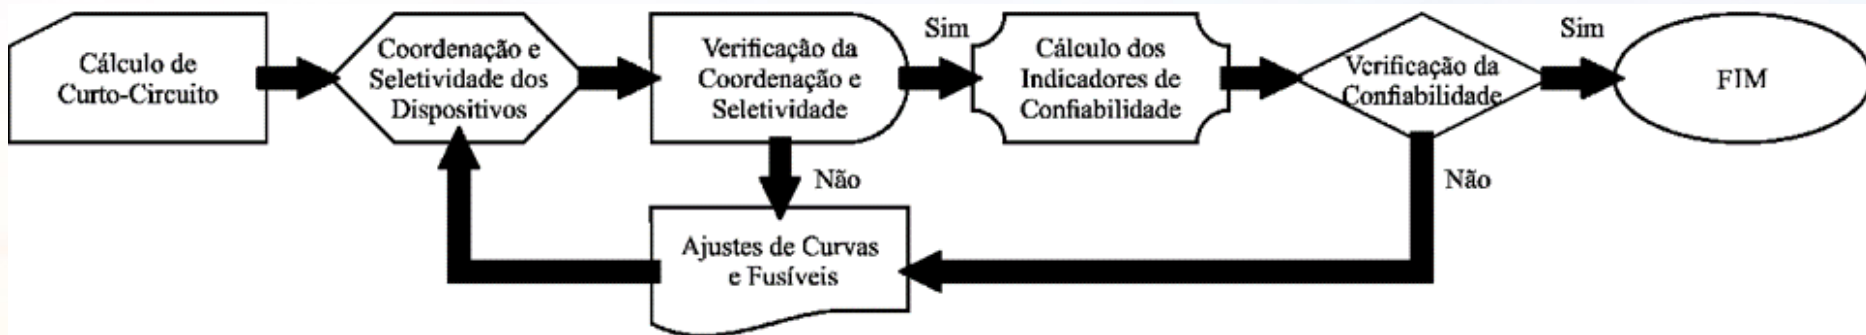 Cálculo de
Curto-Circuito
Coordenação e
Seletividade dos
Dispositivos
Verificação da
Coordenação e
Seletividade
Sim
Não
Cálculo dos
Indicadores de
Confiabilidade
Verificação da
Confiabilidade
Sim
Não
FIM
Ajustes de Curvas
e Fusíveis